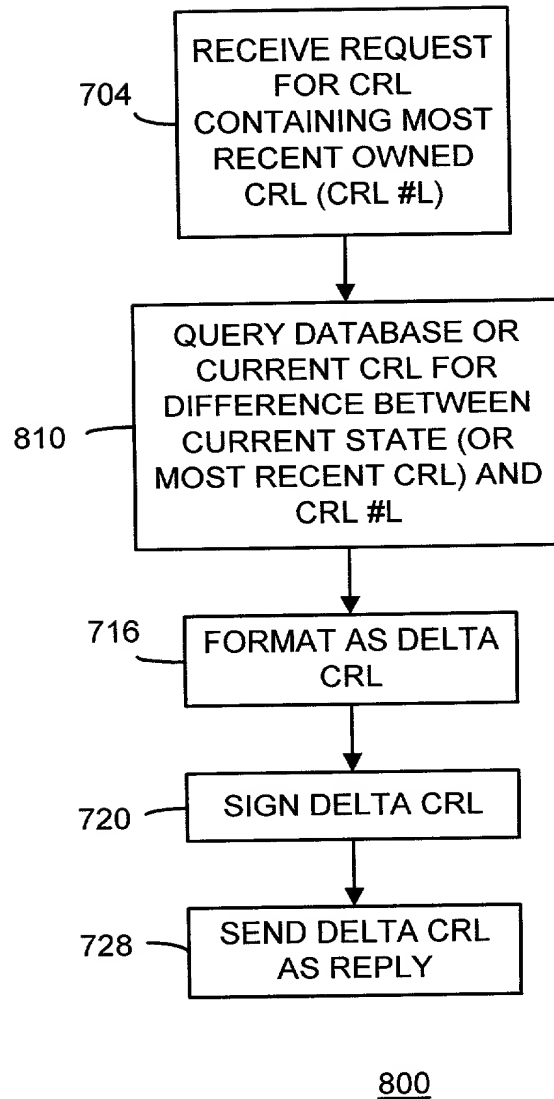 704
RECEIVE REQUEST
FOR CRL
CONTAINING MOST
RECENT OWNED
CRL (CRL #L)
810
QUERY DATABASE OR
CURRENT CRL FOR
DIFFERENCE BETWEEN
CURRENT STATE (OR
MOST RECENT CRL) AND
CRL #L
716
FORMAT AS DELTA
CRL
720
SIGN DELTA CRL
728
SEND DELTA CRL
AS REPLY
800